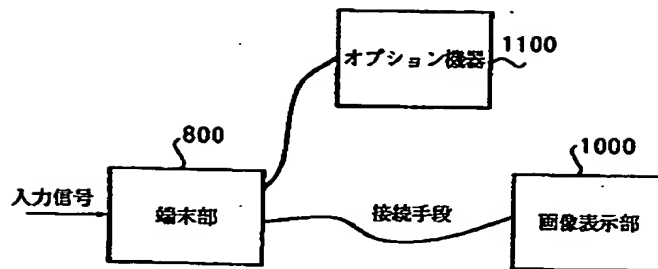 オプション機器
1100
800
1000
入力信号
端末部
接続手段
画像表示部